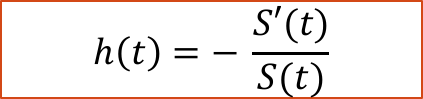 h(t) = − S′(t) / S(t)